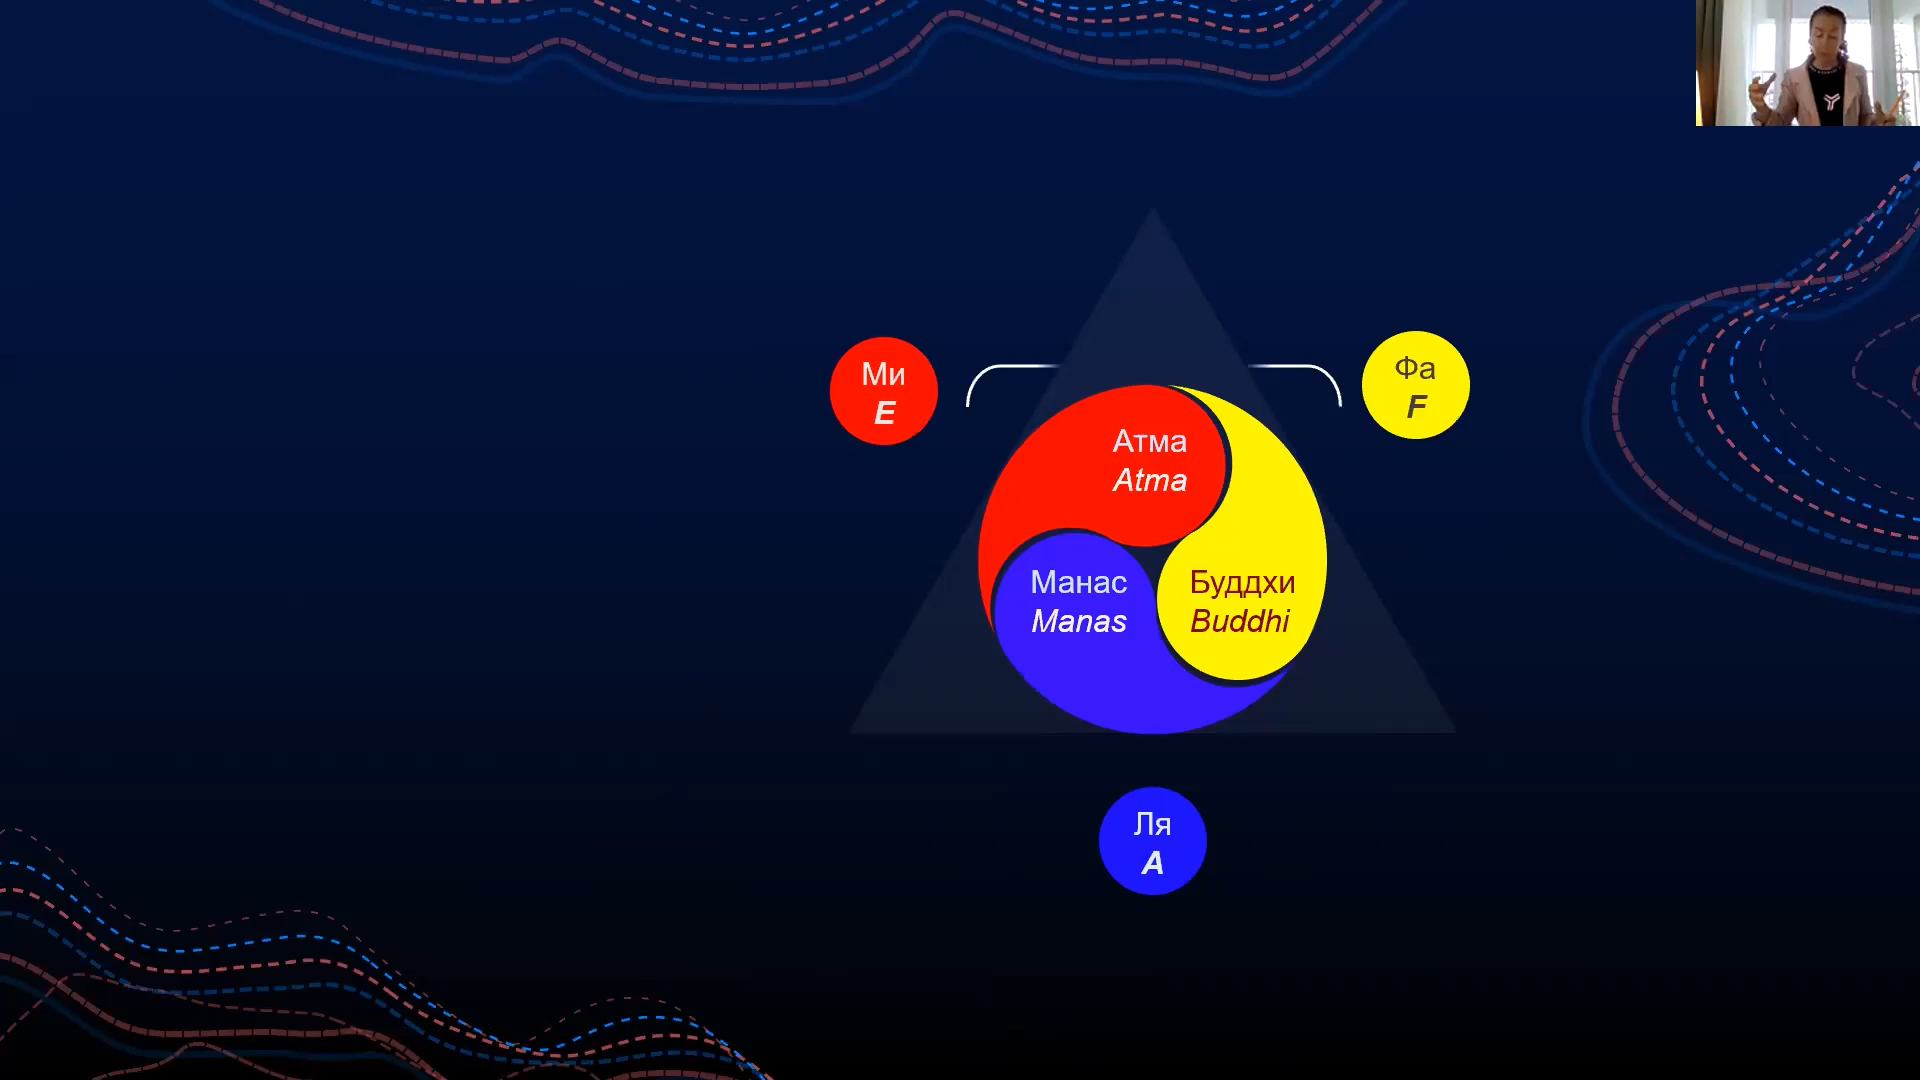 Ми
E
Фа
F
Атма
Atma
Манас
Manas
Буддхи
Buddhi
Ля
A